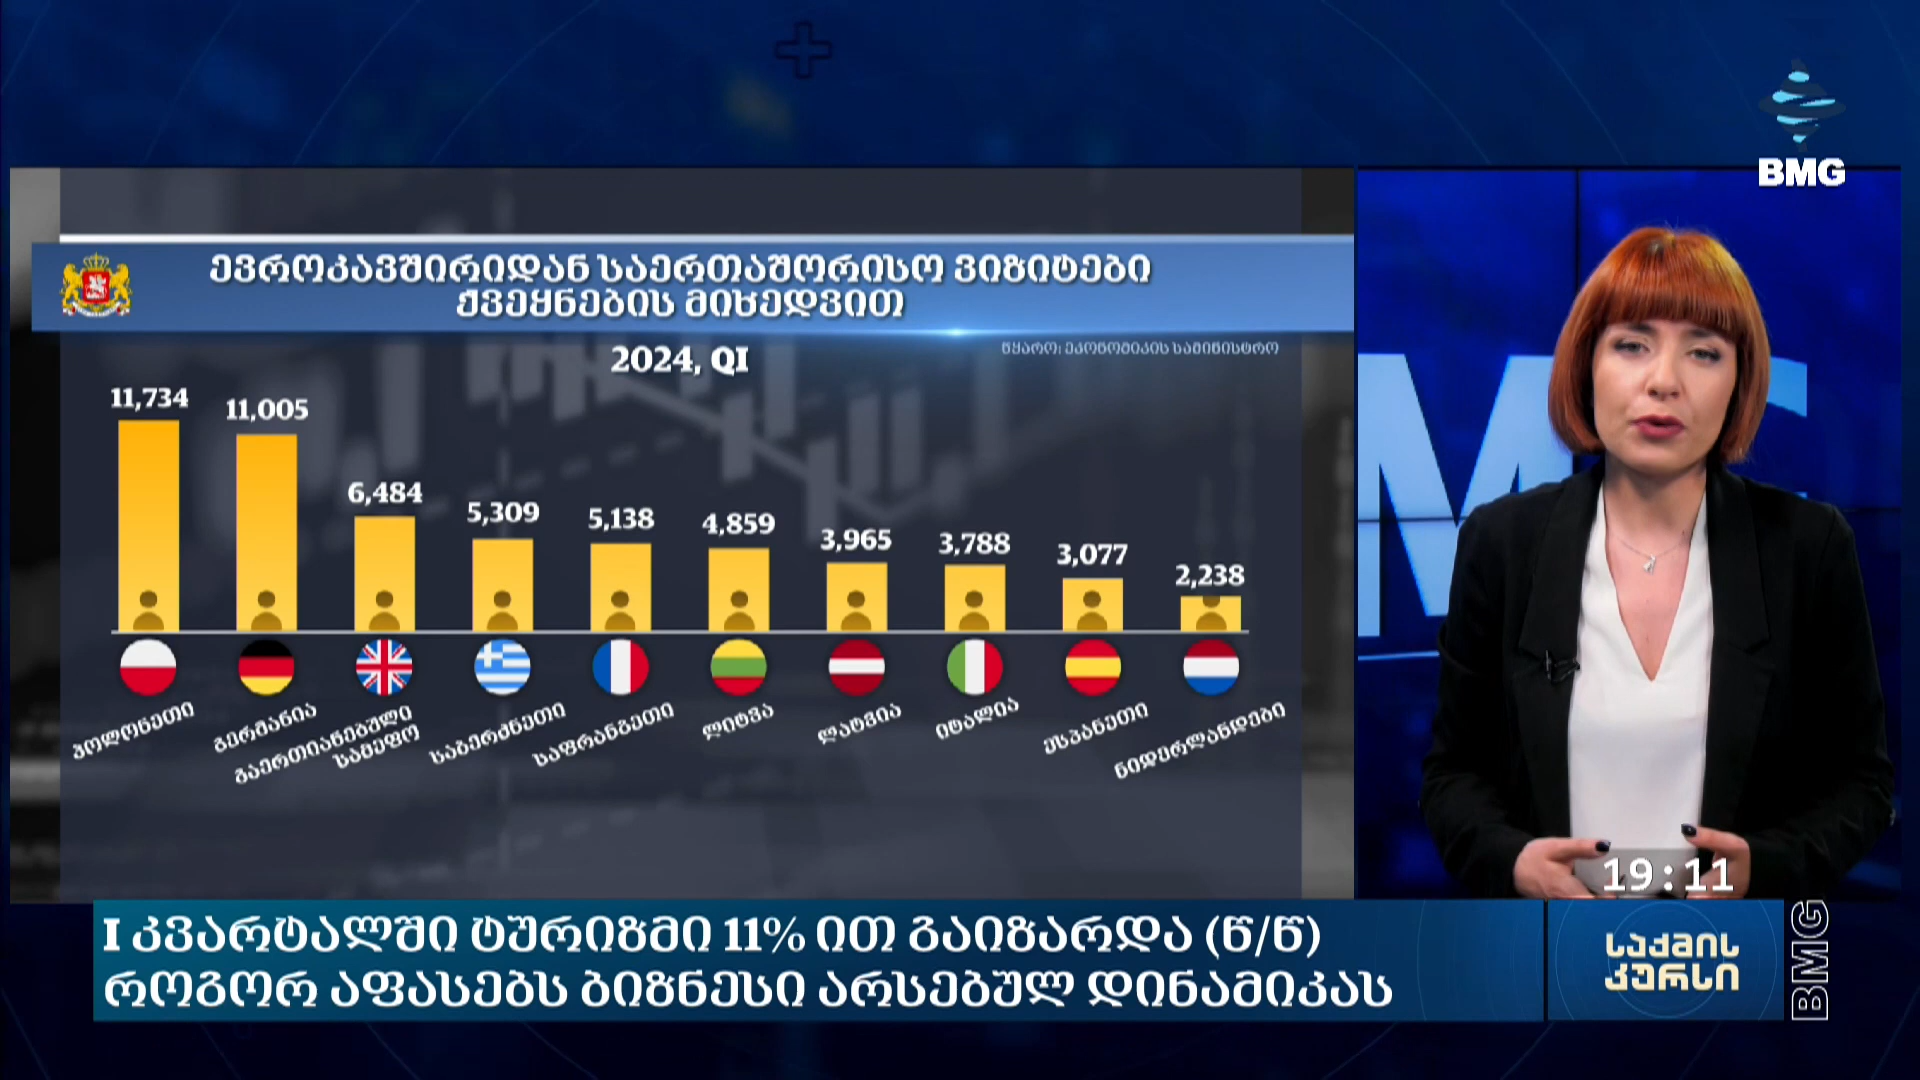 BMG
ევროკავშირიდან საერთაშორისო ვიზიტები
ქვეყნების მიხედვით
2024, QI
წყარო: ეკონომიკის სამინისტრო
11,734
11,005
6,484
5,309
5,138
4,859
3,965
3,788
3,077
2,238
პოლონეთი
გერმანია
გაერთიანებული
სამეფო
საბერძნეთი
საფრანგეთი
ლიტვა
ლატვია
იტალია
ესპანეთი
ნიდერლანდები
19:11
I კვარტალში ტურიზმი 11% ით გაიზარდა (წ/წ)
როგორ აფასებს ბიზნესი არსებულ დინამიკას
საქმის
კურსი
BMG